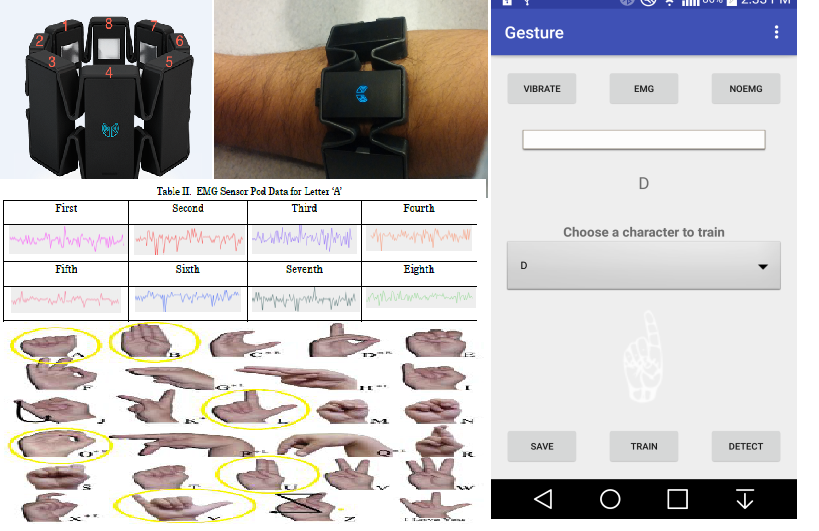 1 8 7
2 6
3 4 5
Table II. EMG Sensor Pod Data for Letter ‘A’
First Second Third Fourth
Fifth Sixth Seventh Eighth
A B C D E
F G H I
J K L M N
O P Q R
S T U V W
X Y Z I Love You
2:35 PM
Gesture
VIBRATE EMG NOEMG
D
Choose a character to train
D
SAVE TRAIN DETECT